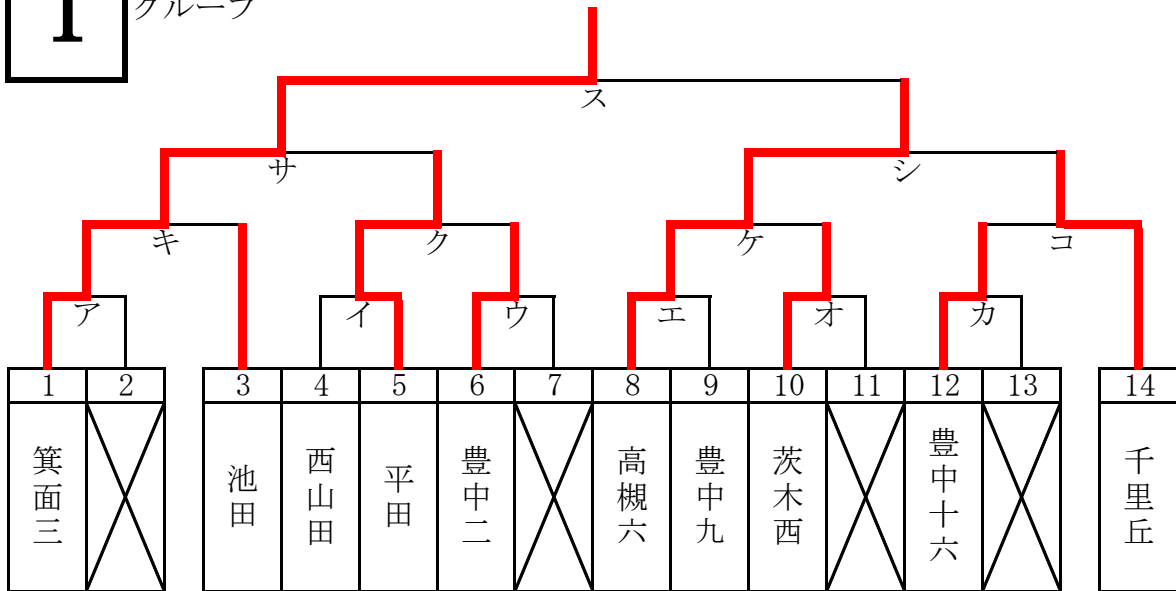 グループ
ス
サ
シ
キ
ク
ケ
コ
ア
イ
ウ
エ
オ
カ
1 2 3 4 5 6 7 8 9 10 11 12 13 14
箕面三
池田
西山田
平田
豊中二
高槻六
豊中九
茨木西
豊中十六
千里丘